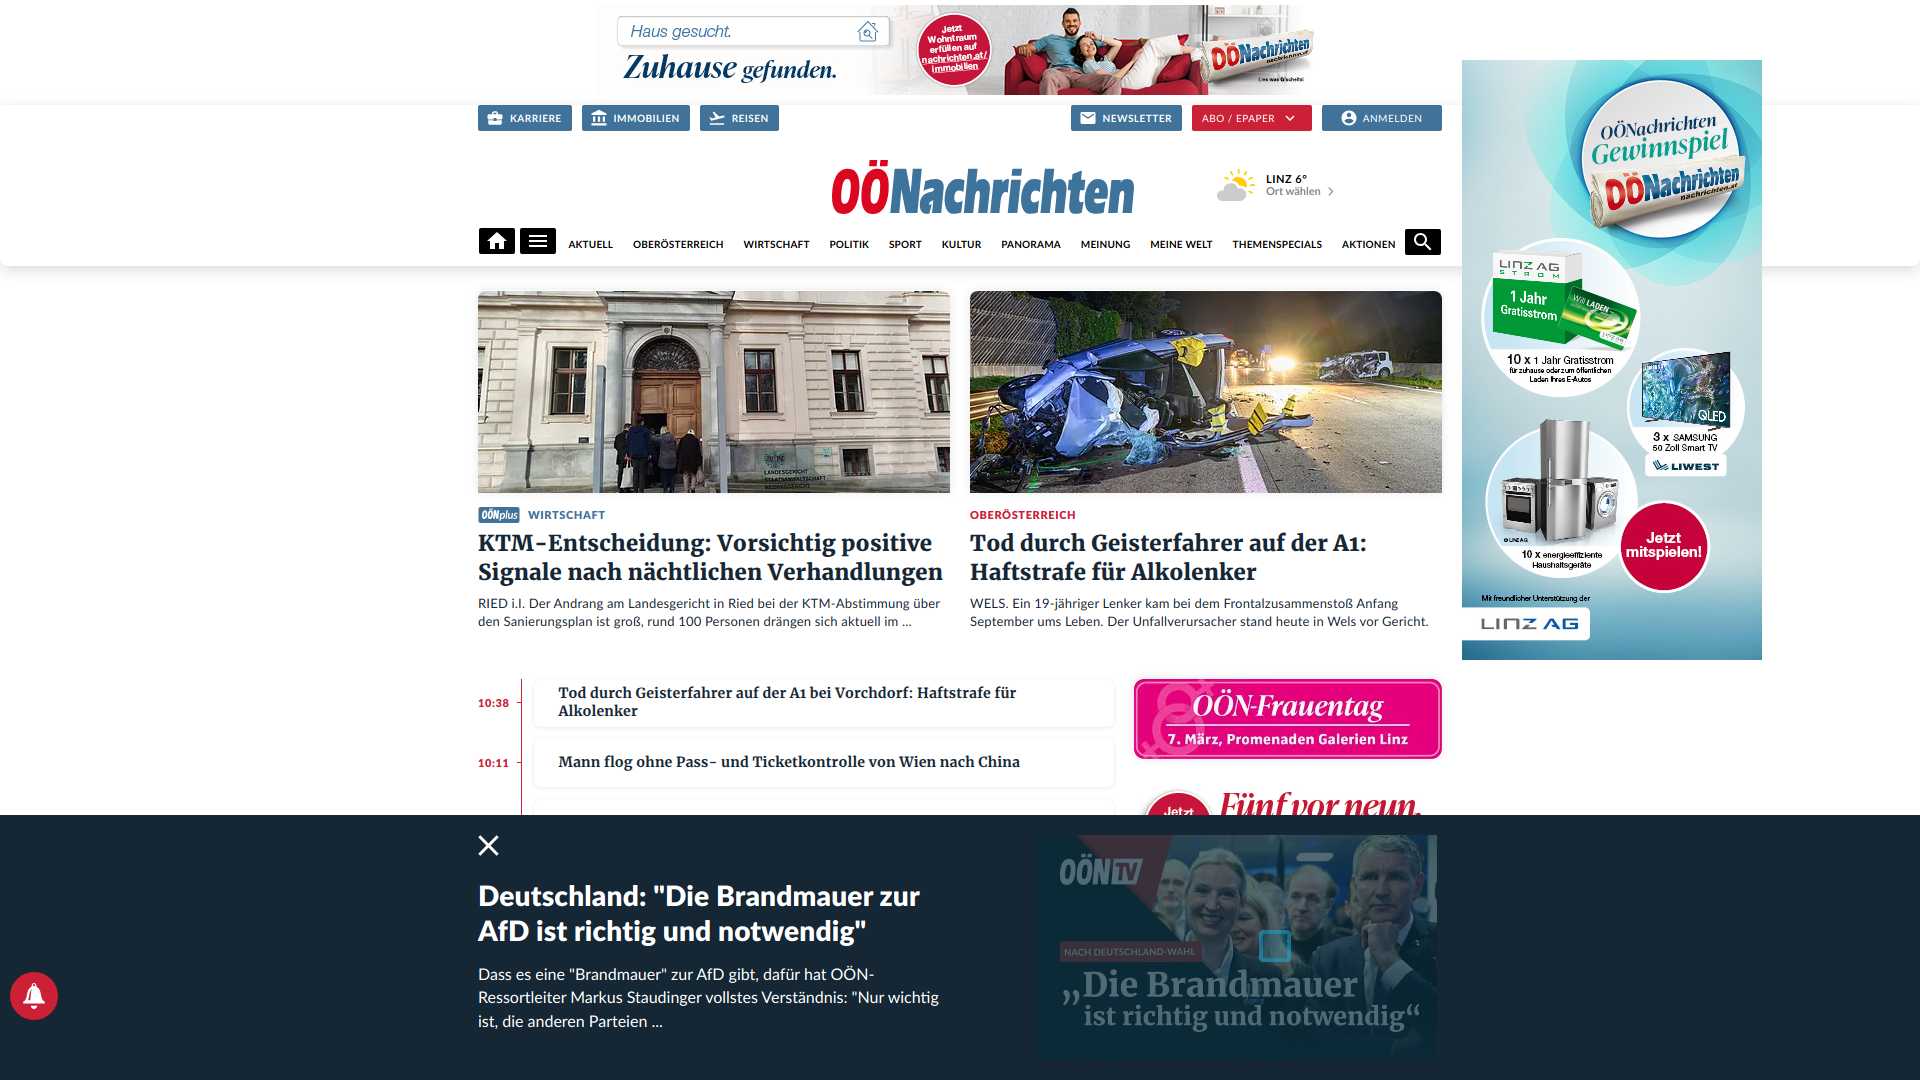 Haus gesucht.
Zuhause gefunden.
Jetzt
Wohntraum
erfüllen auf
nachrichten.at/
immobilien
OÖNachrichten
Lies was G'scheits!
KARRIERE
IMMOBILIEN
REISEN
NEWSLETTER
ABO / EPAPER
ANMELDEN
OÖNachrichten
LINZ 6°
Ort wählen
AKTUELL
OBERÖSTERREICH
WIRTSCHAFT
POLITIK
SPORT
KULTUR
PANORAMA
MEINUNG
MEINE WELT
THEMENSPECIALS
AKTIONEN
OÖNachrichten
Gewinnspiel
OÖNachrichten
nachrichten.at
LINZ AG
STROM
1 Jahr
Gratisstrom
Will LADEN
10 x 1 Jahr Gratisstrom
für zuhause oder zum öffentlichen
Laden Ihres E-Autos
SAMSUNG
QLED
3 x SAMSUNG
50 Zoll Smart TV
LIWEST
© LINZ AG
10 x energieeffiziente
Haushaltsgeräte
Jetzt
mitspielen!
Mit freundlicher Unterstützung der
LINZ AG
LANDESGERICHT
STAATSANWALTSCHAFT
OÖNplus WIRTSCHAFT
KTM-Entscheidung: Vorsichtig positive
Signale nach nächtlichen Verhandlungen
RIED i.I. Der Andrang am Landesgericht in Ried bei der KTM-Abstimmung über
den Sanierungsplan ist groß, rund 100 Personen drängen sich aktuell im ...
OBERÖSTERREICH
Tod durch Geisterfahrer auf der A1:
Haftstrafe für Alkolenker
WELS. Ein 19-jähriger Lenker kam bei dem Frontalzusammenstoß Anfang
September ums Leben. Der Unfallverursacher stand heute in Wels vor Gericht.
10:38
Tod durch Geisterfahrer auf der A1 bei Vorchdorf: Haftstrafe für
Alkolenker
10:11
Mann flog ohne Pass- und Ticketkontrolle von Wien nach China
OÖN-Frauentag
7. März, Promenaden Galerien Linz
Jetzt
Fünf vor neun.
Deutschland: "Die Brandmauer zur
AfD ist richtig und notwendig"
Dass es eine "Brandmauer" zur AfD gibt, dafür hat OÖN-
Ressortleiter Markus Staudinger vollstes Verständnis: "Nur wichtig
ist, die anderen Parteien ...
OÖN TV
NACH DEUTSCHLAND-WAHL
„Die Brandmauer
ist richtig und notwendig“